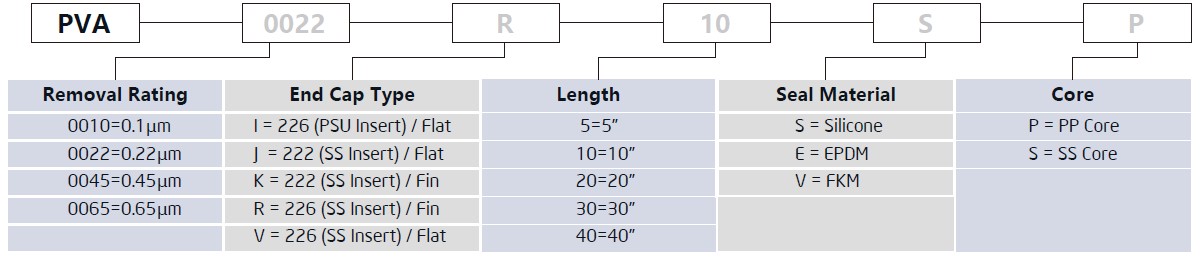 PVA 0022 R 10 S P
Removal Rating End Cap Type Length Seal Material Core
0010=0.1µm I = 226 (PSU Insert) / Flat 5=5” S = Silicone P = PP Core
0022=0.22µm J = 222 (SS Insert) / Flat 10=10” E = EPDM S = SS Core
0045=0.45µm K = 222 (SS Insert) / Fin 20=20” V = FKM
0065=0.65µm R = 226 (SS Insert) / Fin 30=30”
V = 226 (SS Insert) / Flat 40=40”